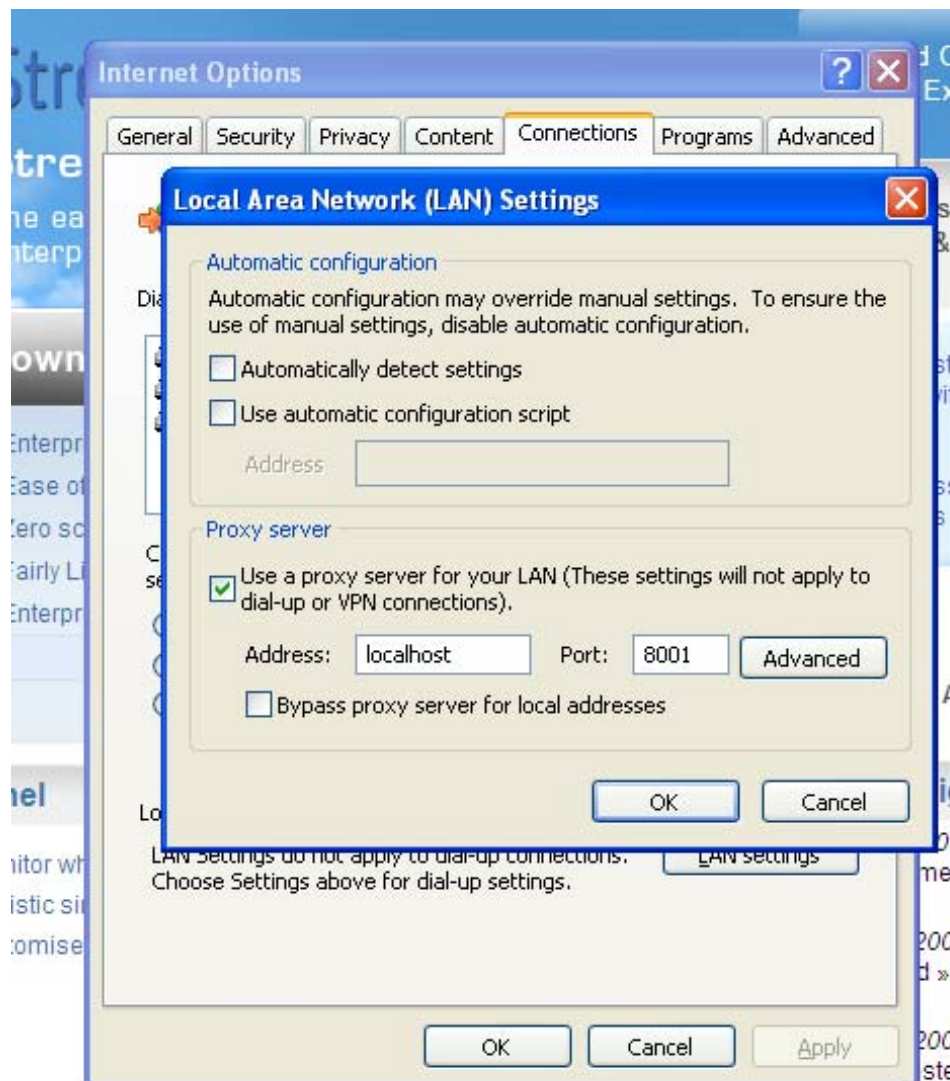 Internet Options
General Security Privacy Content Connections Programs Advanced
Local Area Network (LAN) Settings
Automatic configuration
Automatic configuration may override manual settings. To ensure the
use of manual settings, disable automatic configuration.
Automatically detect settings
Use automatic configuration script
Address
Proxy server
Use a proxy server for your LAN (These settings will not apply to
dial-up or VPN connections).
Address: localhost Port: 8001 Advanced
Bypass proxy server for local addresses
OK Cancel
LAN Settings do not apply to dial-up connections. LAN settings
Choose Settings above for dial-up settings.
OK Cancel Apply